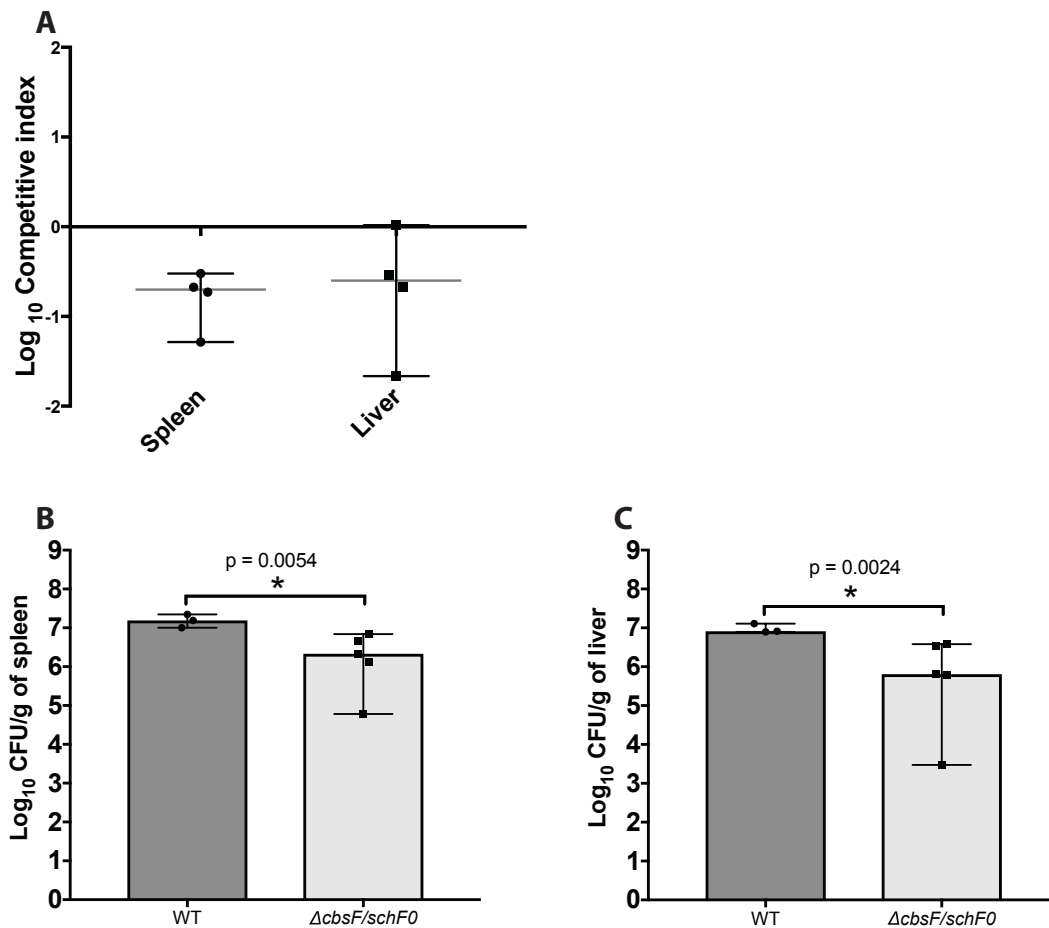 A
Log 10 Competitive index
2
1
0
-1
-2
Spleen
Liver
B
Log10 CFU/g of spleen
9
8
7
6
5
4
3
2
1
0
p = 0.0054
*
WT
ΔcbsF/schF0
C
Log10 CFU/g of liver
9
8
7
6
5
4
3
2
1
0
p = 0.0024
*
WT
ΔcbsF/schF0